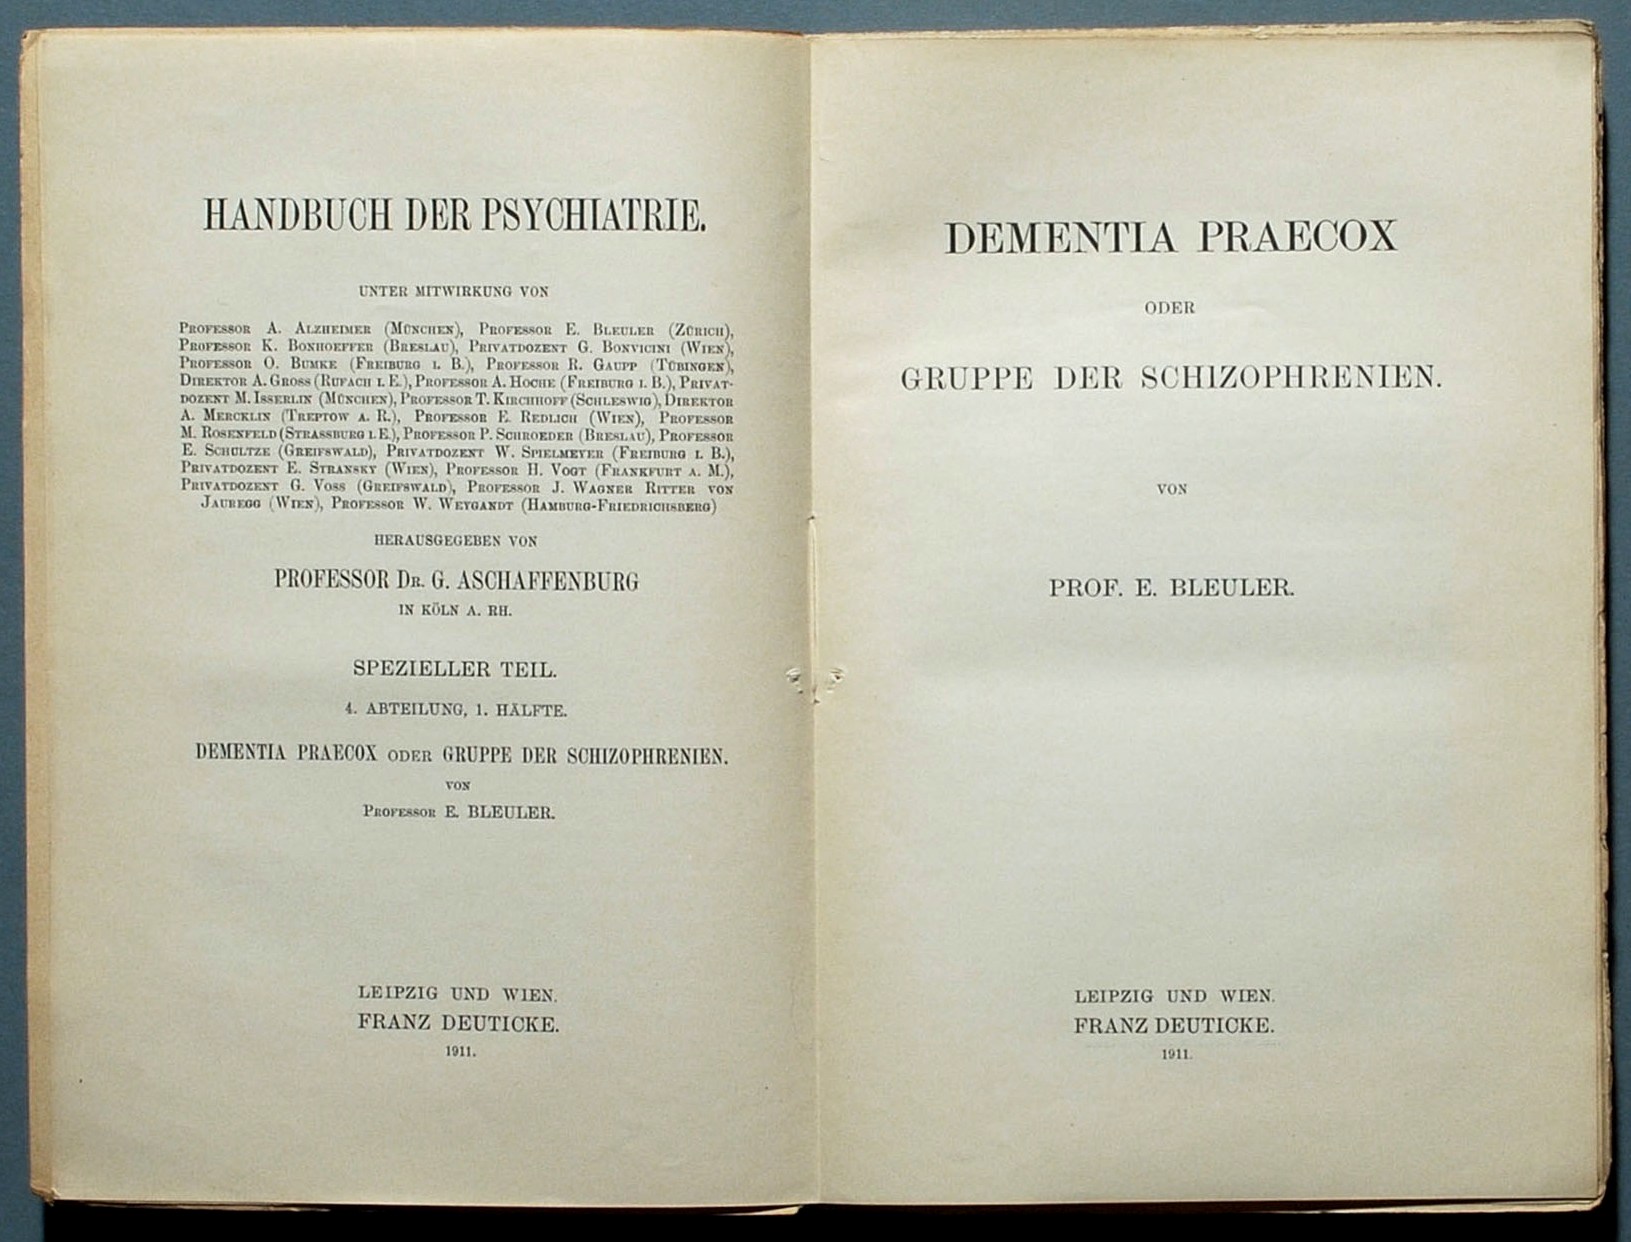 HANDBUCH DER PSYCHIATRIE.
UNTER MITWIRKUNG VON
PROFESSOR A. ALZHEIMER (MÜNCHEN), PROFESSOR E. BLEULER (ZÜRICH),
PROFESSOR K. BONHOEFFER (BRESLAU), PRIVATDOZENT G. BONVICINI (WIEN),
PROFESSOR O. BUMKE (FREIBURG I. B.), PROFESSOR R. GAUPP (TÜBINGEN),
DIREKTOR A. GROSS (RUFACH I. E.), PROFESSOR A. HOCHE (FREIBURG I. B.), PRIVAT-
DOZENT M. ISSERLIN (MÜNCHEN), PROFESSOR T. KIRCHHOFF (SCHLESWIG), DIREKTOR
A. MERCKLIN (TREPTOW A. R.), PROFESSOR E. REDLICH (WIEN), PROFESSOR
M. ROSENFELD (STRASSBURG I. E.), PROFESSOR P. SCHROEDER (BRESLAU), PROFESSOR
E. SCHULTZE (GREIFSWALD), PRIVATDOZENT W. SPIELMEYER (FREIBURG I. B.),
PRIVATDOZENT E. STRANSKY (WIEN), PROFESSOR H. VOGT (FRANKFURT A. M.),
PRIVATDOZENT G. VOSS (GREIFSWALD), PROFESSOR J. WAGNER RITTER VON
JAUREGG (WIEN), PROFESSOR W. WEYGANDT (HAMBURG-FRIEDRICHSBERG)
HERAUSGEGEBEN VON
PROFESSOR DR. G. ASCHAFFENBURG
IN KÖLN A. RH.
SPEZIELLER TEIL.
4. ABTEILUNG, 1. HÄLFTE.
DEMENTIA PRAECOX ODER GRUPPE DER SCHIZOPHRENIEN.
VON
PROFESSOR E. BLEULER.
LEIPZIG UND WIEN.
FRANZ DEUTICKE.
1911.
DEMENTIA PRAECOX
ODER
GRUPPE DER SCHIZOPHRENIEN.
VON
PROF. E. BLEULER.
LEIPZIG UND WIEN.
FRANZ DEUTICKE.
1911.